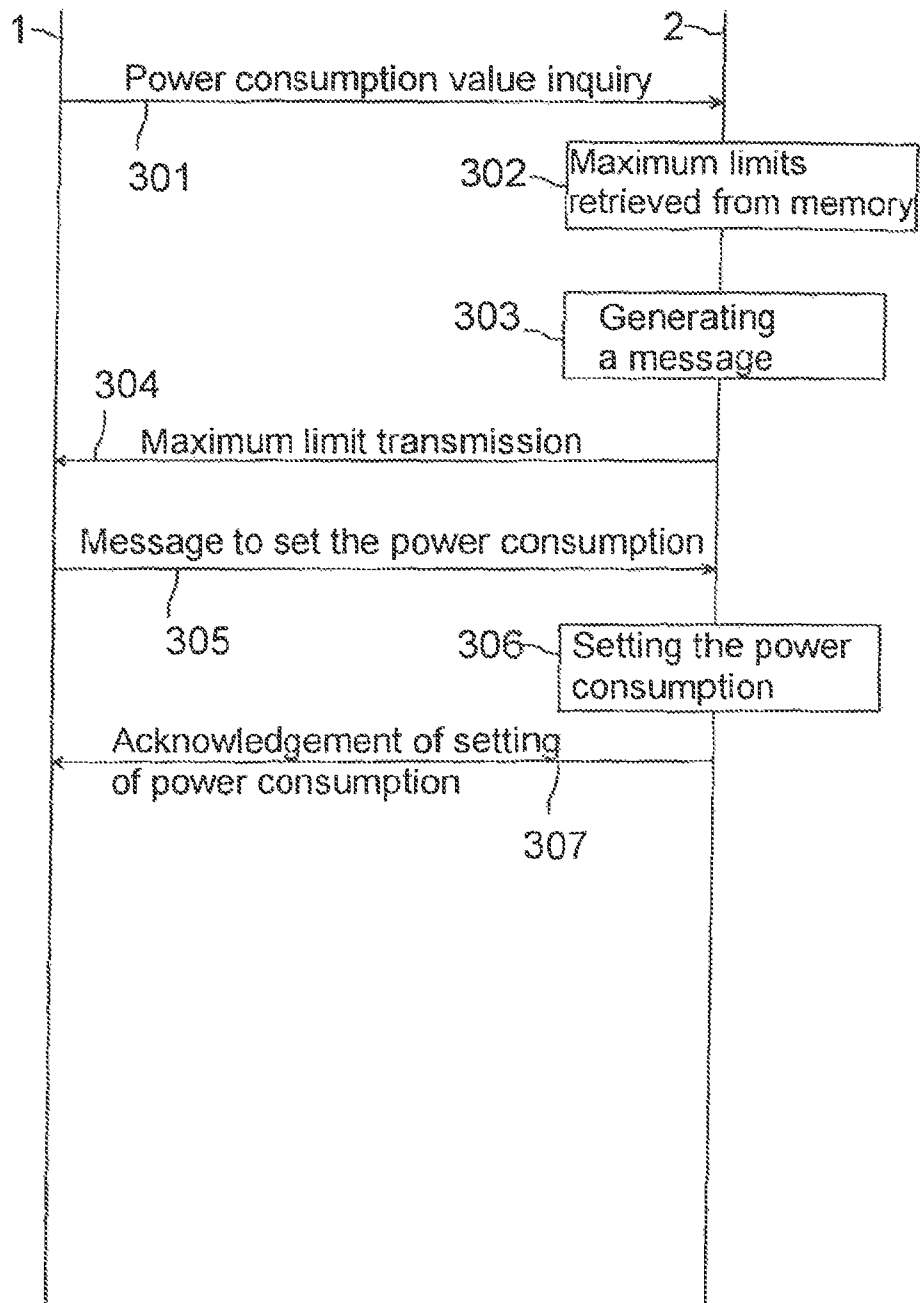 1
2
Power consumption value inquiry
301
302
Maximum limits
retrieved from memory
303
Generating
a message
304
Maximum limit transmission
Message to set the power consumption
305
306
Setting the power
consumption
Acknowledgement of setting
of power consumption
307